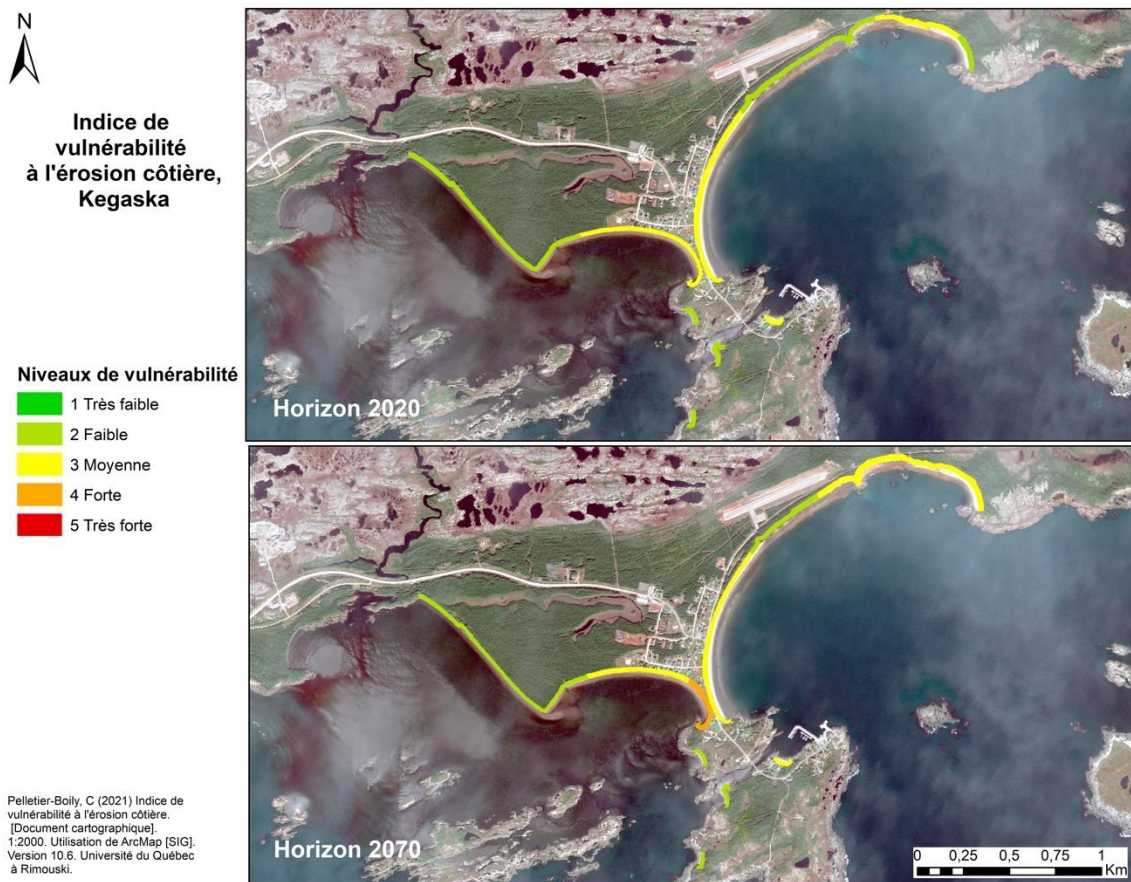 N
Indice de
vulnérabilité
à l'érosion côtière,
Kegaska
Niveaux de vulnérabilité
1 Très faible
2 Faible
3 Moyenne
4 Forte
5 Très forte
Pelletier-Boily, C (2021) Indice de
vulnérabilité à l'érosion côtière.
[Document cartographique].
1:2000. Utilisation de ArcMap [SIG].
Version 10.6. Université du Québec
à Rimouski.
Horizon 2020
Horizon 2070
0 0,25 0,5 0,75 1
Km